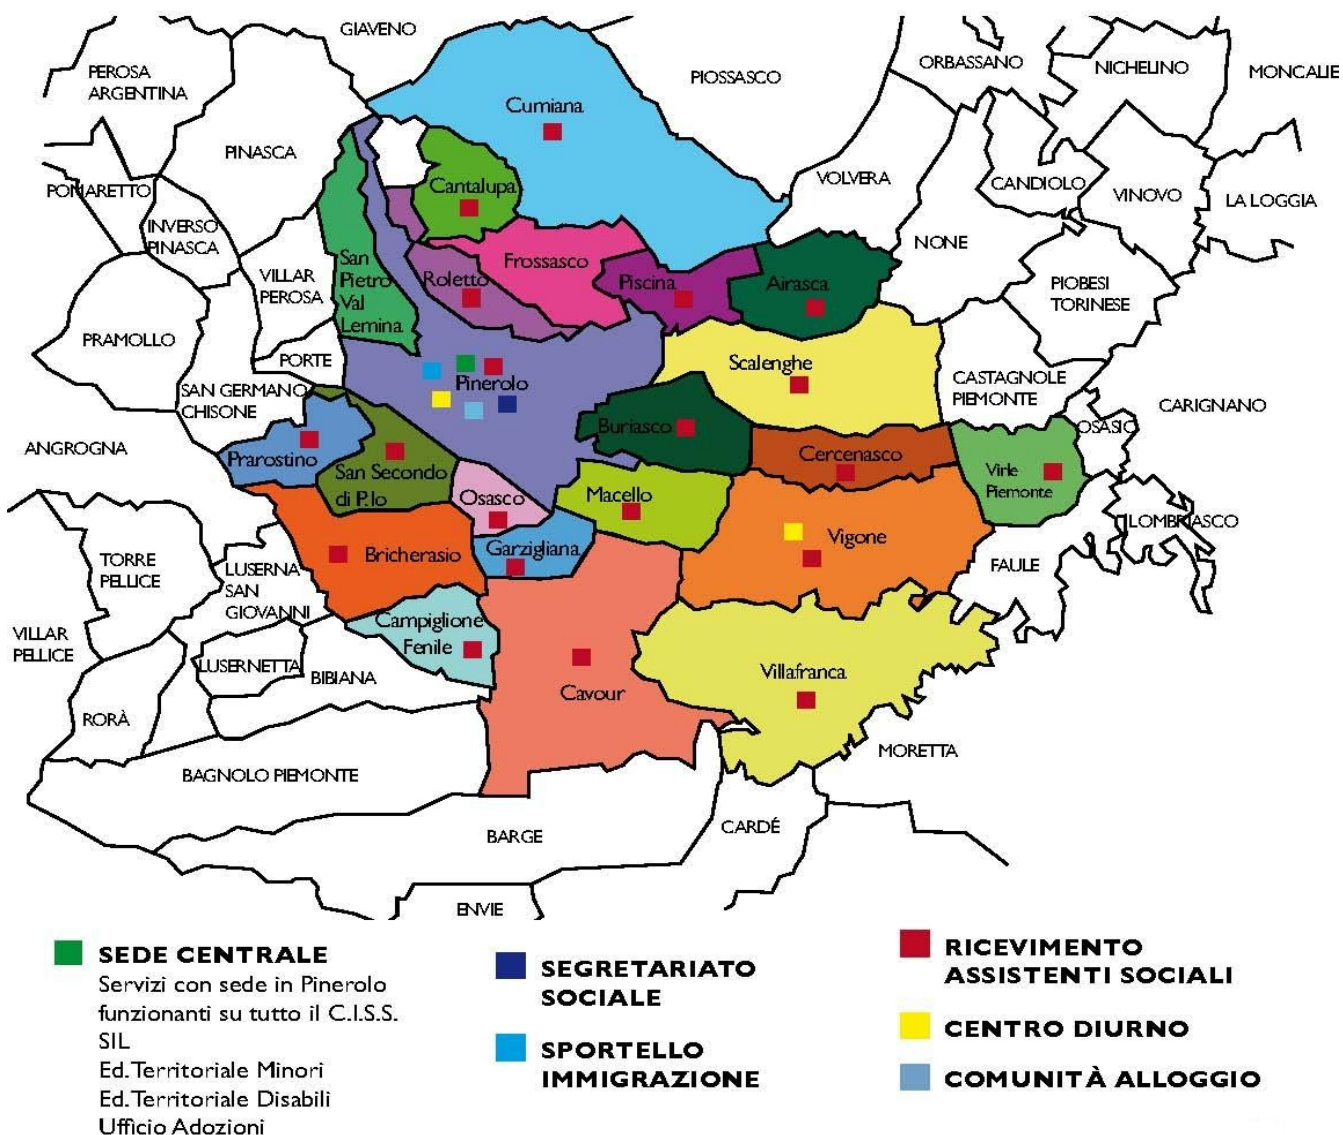 GIAVENO
PEROSA
ARGENTINA
PIOSSASCO
ORBASSANO
NICHELINO
MONCALIE
Cumiana
PINASCA
POMARETTO
Cantalupa
VOLVERA
CANDIOLO
VINOVO
LA LOGGIA
INVERSO
PINASCA
NONE
VILLAR
PEROSA
San
Pietro
Val
Lemina
Roletto
Frossasco
Piscina
Airasca
PIOBESI
TORINESE
PRAMOLLO
PORTE
Scalenghe
SAN GERMANO
CHISONE
Pinerolo
CASTAGNOLE
PIEMONTE
CARIGNANO
ANGROGNA
Buriasco
OSASIO
Prarostino
San Secondo
di P.lo
Cercenasco
Virle
Piemonte
Osasco
Macello
LOMBRIASCO
TORRE
PELLICE
Bricherasio
Garzigliana
Vigone
FAULE
LUSERNA
SAN
GIOVANNI
VILLAR
PELLICE
Campiglione
Fenile
LUSERNETTA
BIBIANA
Cavour
Villafranca
RORÀ
MORETTA
BAGNOLO PIEMONTE
BARGE
CARDÉ
ENVIE
SEDE CENTRALE
Servizi con sede in Pinerolo
funzionanti su tutto il C.I.S.S.
SIL
Ed.Territoriale Minori
Ed.Territoriale Disabili
Ufficio Adozioni
SEGRETARIATO
SOCIALE
SPORTELLO
IMMIGRAZIONE
RICEVIMENTO
ASSISTENTI SOCIALI
CENTRO DIURNO
COMUNITÀ ALLOGGIO